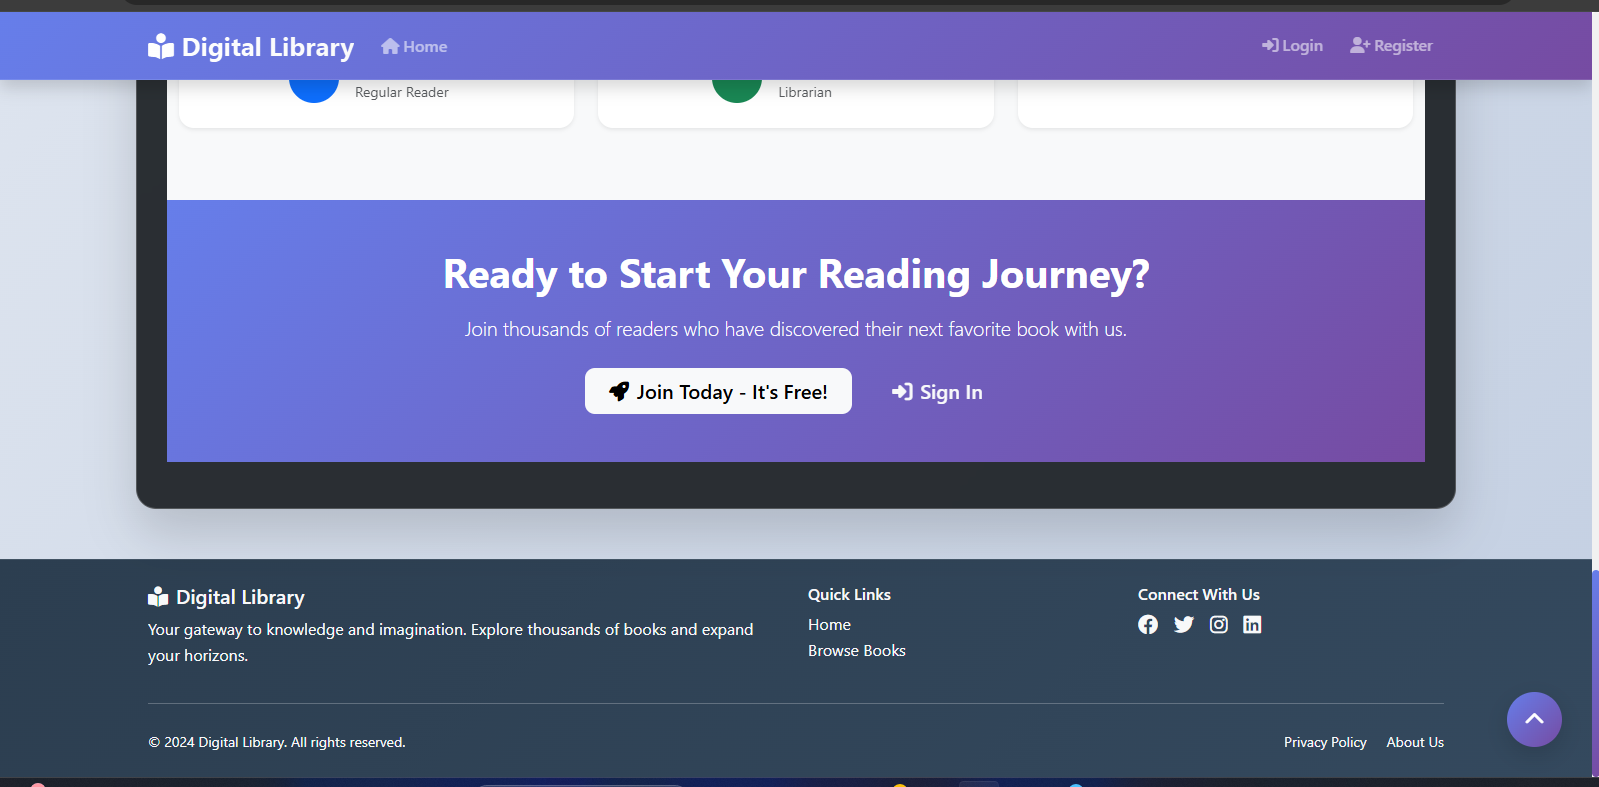 Digital Library
Home
Login
Register
Regular Reader
Librarian
Ready to Start Your Reading Journey?
Join thousands of readers who have discovered their next favorite book with us.
Join Today - It's Free!
Sign In
Digital Library
Your gateway to knowledge and imagination. Explore thousands of books and expand
your horizons.
Quick Links
Home
Browse Books
Connect With Us
© 2024 Digital Library. All rights reserved.
Privacy Policy
About Us